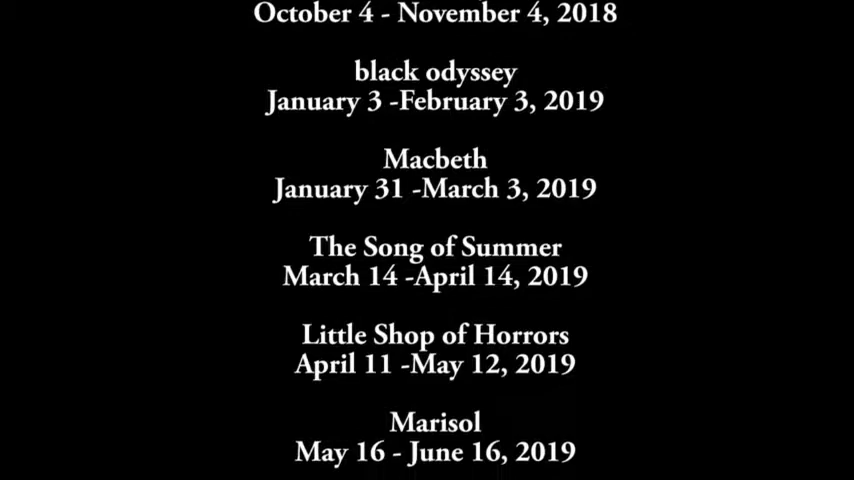 October 4 - November 4, 2018
black odyssey
January 3 -February 3, 2019
Macbeth
January 31 -March 3, 2019
The Song of Summer
March 14 -April 14, 2019
Little Shop of Horrors
April 11 -May 12, 2019
Marisol
May 16 - June 16, 2019